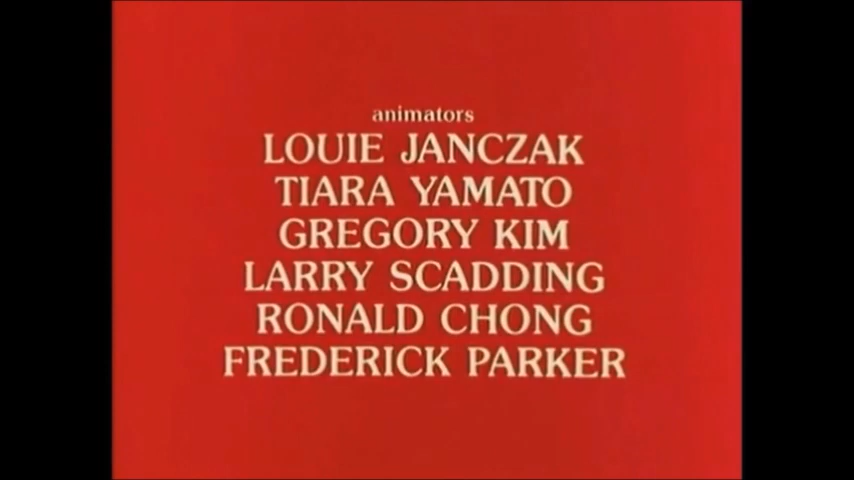 animators
LOUIE JANCZAK
TIARA YAMATO
GREGORY KIM
LARRY SCADDING
RONALD CHONG
FREDERICK PARKER